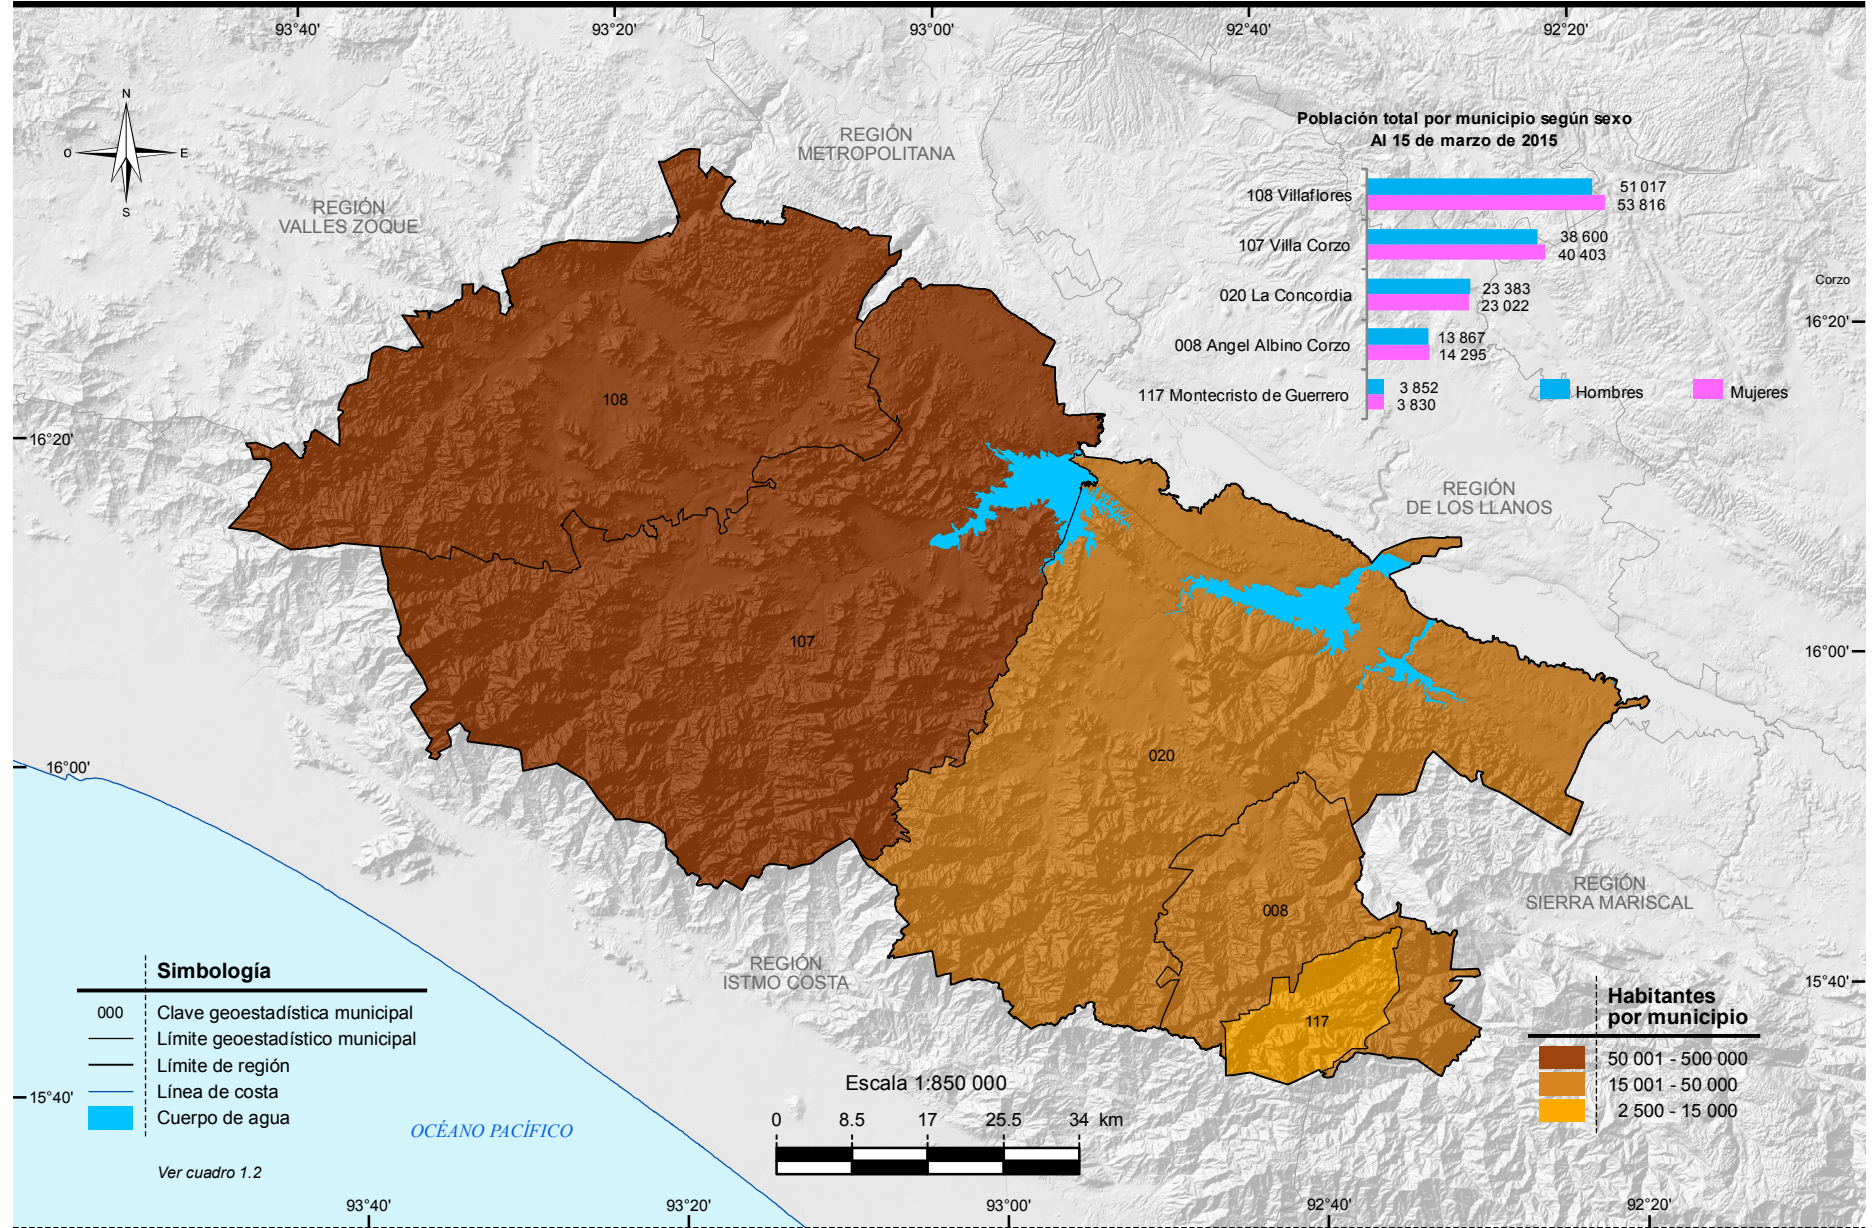 93°40'
93°20'
93°00'
92°40'
92°20'
N
O
E
S
REGIÓN
METROPOLITANA
REGIÓN
VALLES ZOQUE
Población total por municipio según sexo
Al 15 de marzo de 2015
108 Villaflores
51 017
53 816
107 Villa Corzo
38 600
40 403
020 La Concordia
23 383
23 022
008 Angel Albino Corzo
13 867
14 295
117 Montecristo de Guerrero
3 852
3 830
Hombres
Mujeres
Corzo
16°20'
16°20'
108
REGIÓN
DE LOS LLANOS
107
16°00'
16°00'
020
008
REGIÓN
SIERRA MARISCAL
REGIÓN
ISTMO COSTA
15°40'
117
Simbología
000 Clave geoestadística municipal
Límite geoestadístico municipal
Límite de región
Línea de costa
Cuerpo de agua
Ver cuadro 1.2
15°40'
OCÉANO PACÍFICO
Escala 1:850 000
0 8.5 17 25.5 34 km
Habitantes
por municipio
50 001 - 500 000
15 001 - 50 000
2 500 - 15 000
93°40'
93°20'
93°00'
92°40'
92°20'